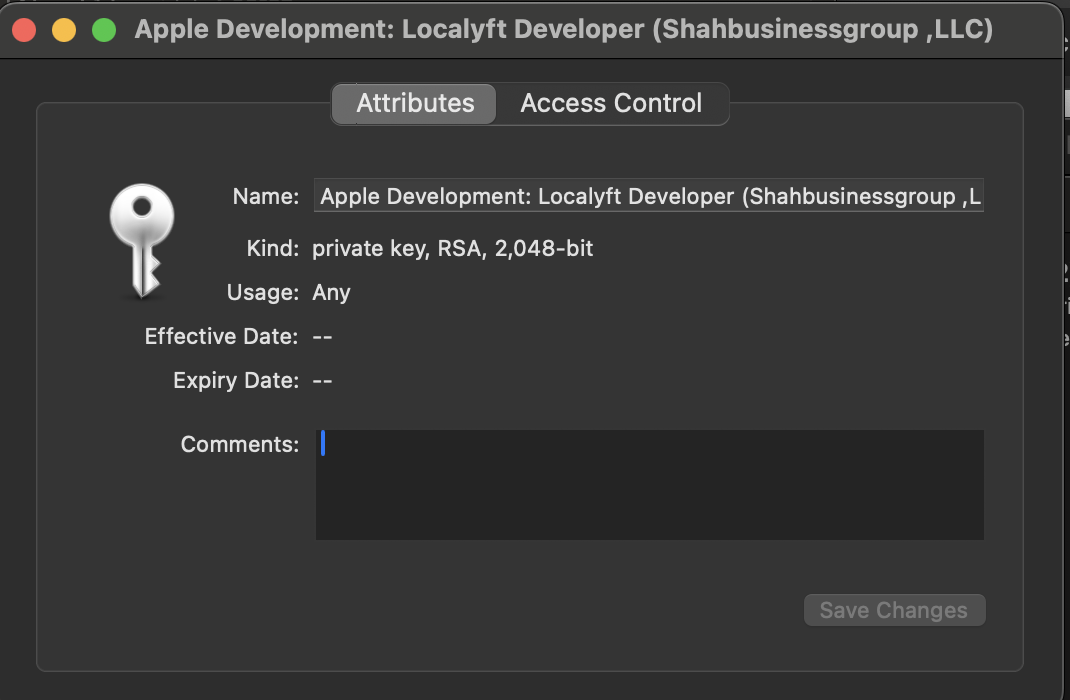 Apple Development: Localyft Developer (Shahbusinessgroup ,LLC)
Attributes Access Control
Name: Apple Development: Localyft Developer (Shahbusinessgroup ,L
Kind: private key, RSA, 2,048-bit
Usage: Any
Effective Date: --
Expiry Date: --
Comments:
Save Changes